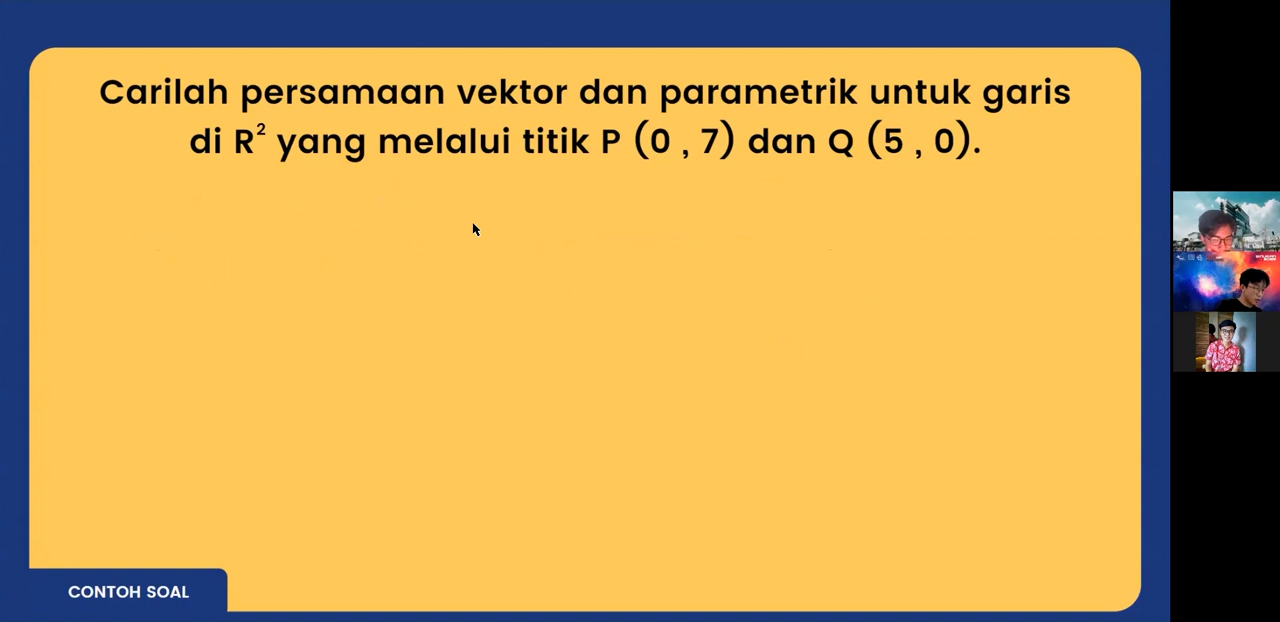 Carilah persamaan vektor dan parametrik untuk garis
di R² yang melalui titik P (0 , 7) dan Q (5 , 0).
CONTOH SOAL